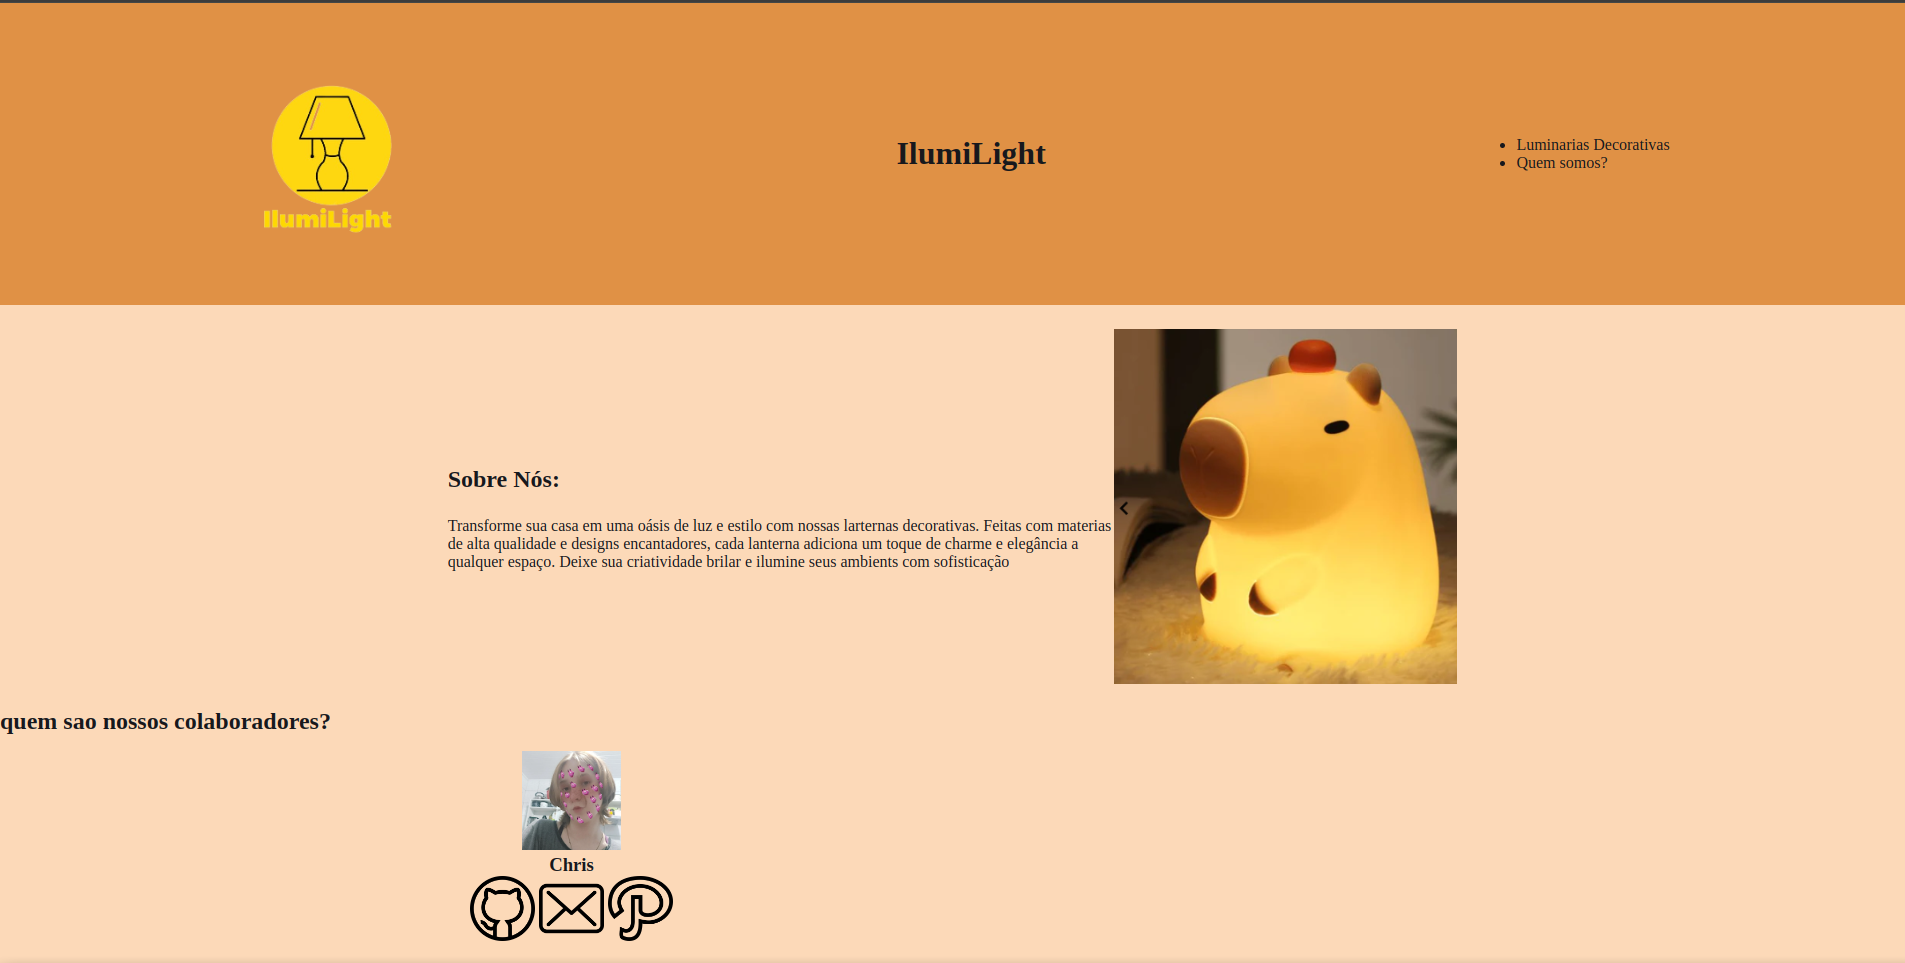 IlumiLight
IlumiLight
Luminarias Decorativas
Quem somos?
Sobre Nós:
Transforme sua casa em uma oásis de luz e estilo com nossas larternas decorativas. Feitas com materias
de alta qualidade e designs encantadores, cada lanterna adiciona um toque de charme e elegância a
qualquer espaço. Deixe sua criatividade brilar e ilumine seus ambients com sofisticação
quem sao nossos colaboradores?
Chris